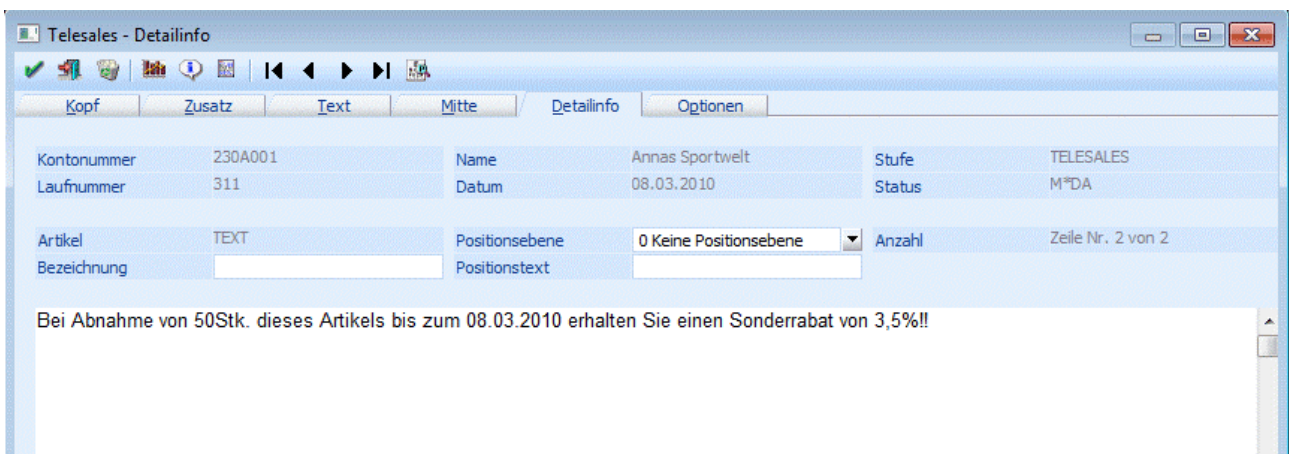 Telesales - Detailinfo
Kopf Zusatz Text Mitte Detailinfo Optionen
Kontonummer 230A001 Name Annas Sportwelt Stufe TELESALES
Laufnummer 311 Datum 08.03.2010 Status M*DA
Artikel TEXT Positionsebene 0 Keine Positionsebene Anzahl Zeile Nr. 2 von 2
Bezeichnung Positionstext
Bei Abnahme von 50Stk. dieses Artikels bis zum 08.03.2010 erhalten Sie einen Sonderrabat von 3,5%!!